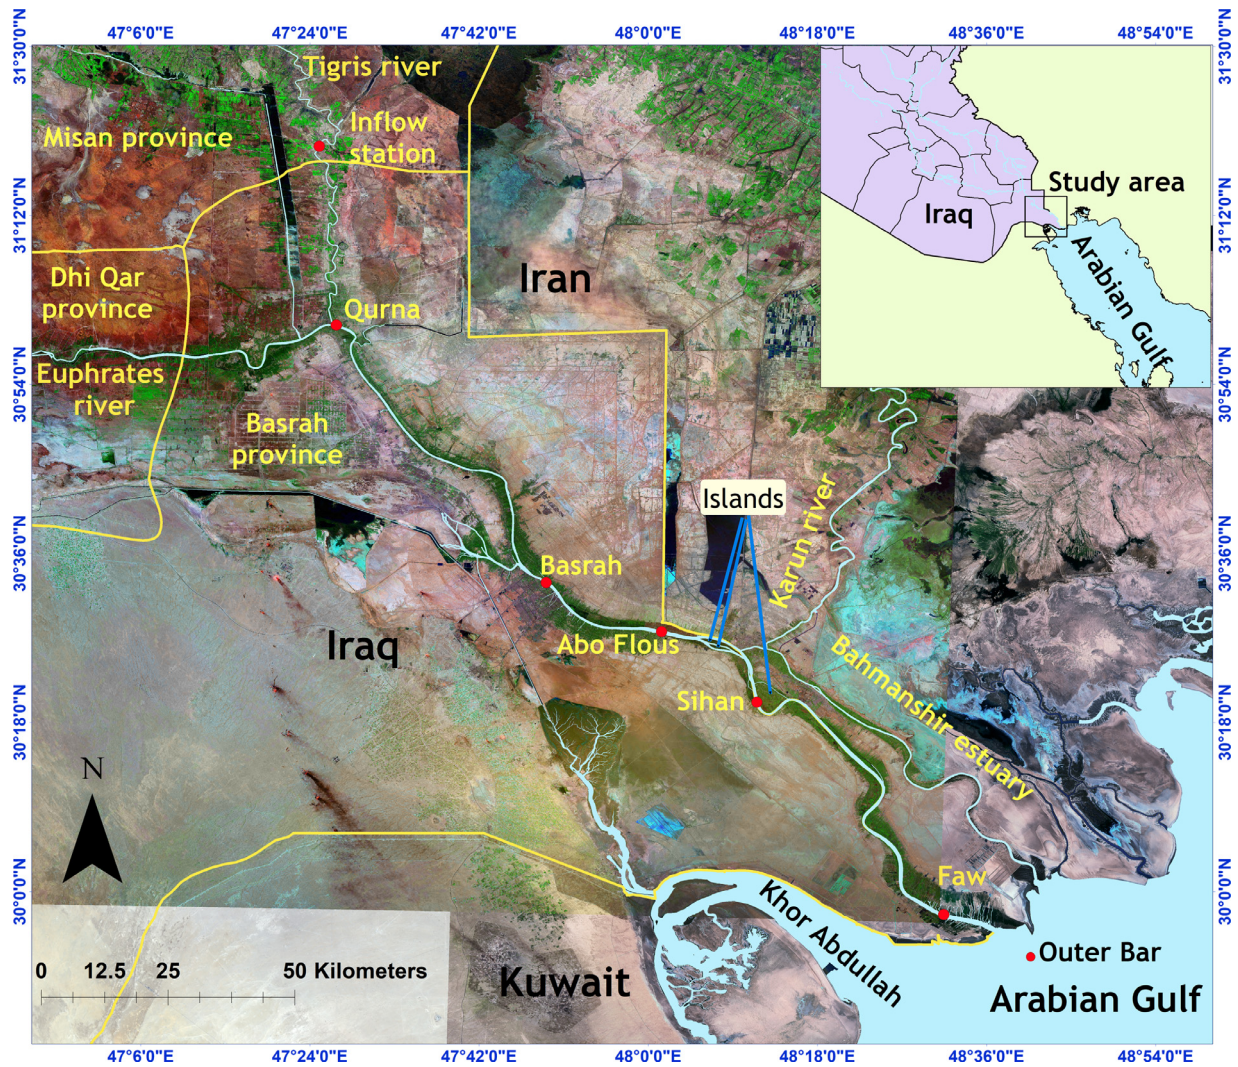 47°6'0"E 47°24'0"E 47°42'0"E 48°0'0"E 48°18'0"E 48°36'0"E 48°54'0"E
31°30'0"N
31°12'0"N
30°54'0"N
30°36'0"N
30°18'0"N
30°0'0"N
Tigris river
Misan province
Inflow
station
Iran
Dhi Qar
province
Qurna
Euphrates
river
Basrah
province
Islands
Karun river
Basrah
Abo Flous
Iraq
Sihan
Bahmanshir estuary
N
Faw
Khor Abdullah
Outer Bar
Kuwait
Arabian Gulf
0 12.5 25 50 Kilometers
Study area
Iraq
Arabian Gulf
31°30'0"N
31°12'0"N
30°54'0"N
30°36'0"N
30°18'0"N
30°0'0"N
47°6'0"E 47°24'0"E 47°42'0"E 48°0'0"E 48°18'0"E 48°36'0"E 48°54'0"E